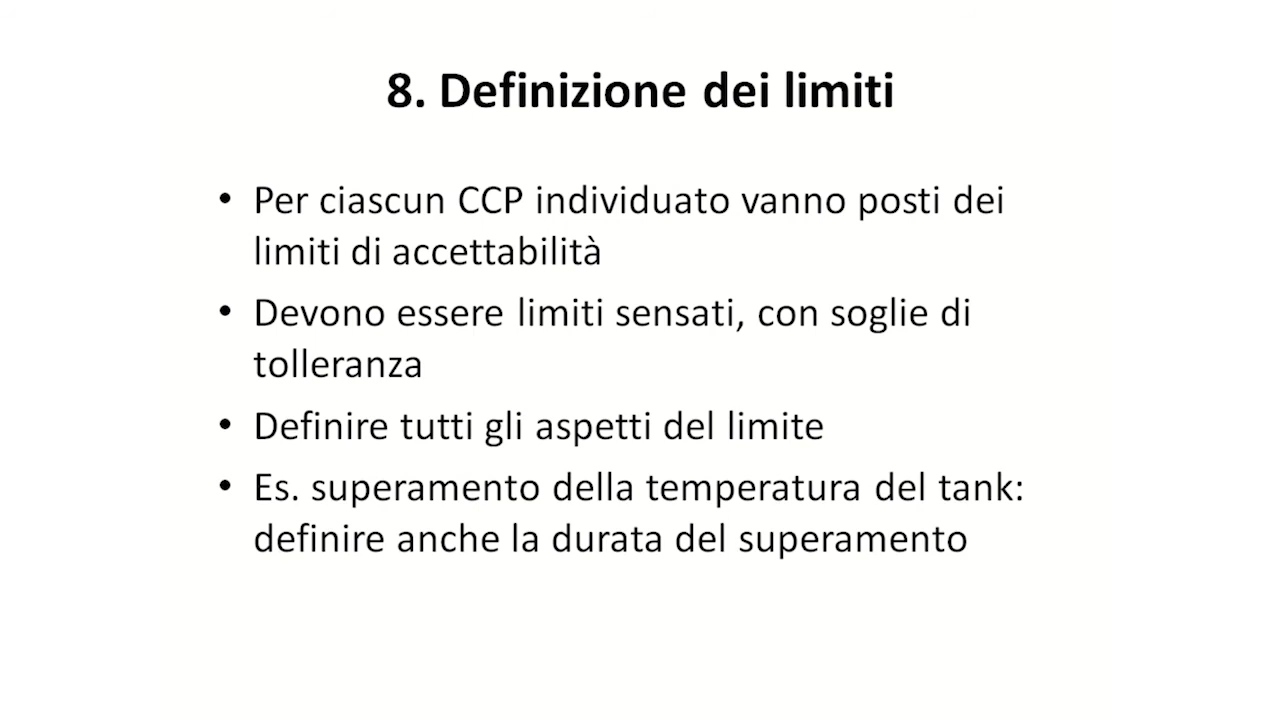 8. Definizione dei limiti
• Per ciascun CCP individuato vanno posti dei
limiti di accettabilità
• Devono essere limiti sensati, con soglie di
tolleranza
• Definire tutti gli aspetti del limite
• Es. superamento della temperatura del tank:
definire anche la durata del superamento